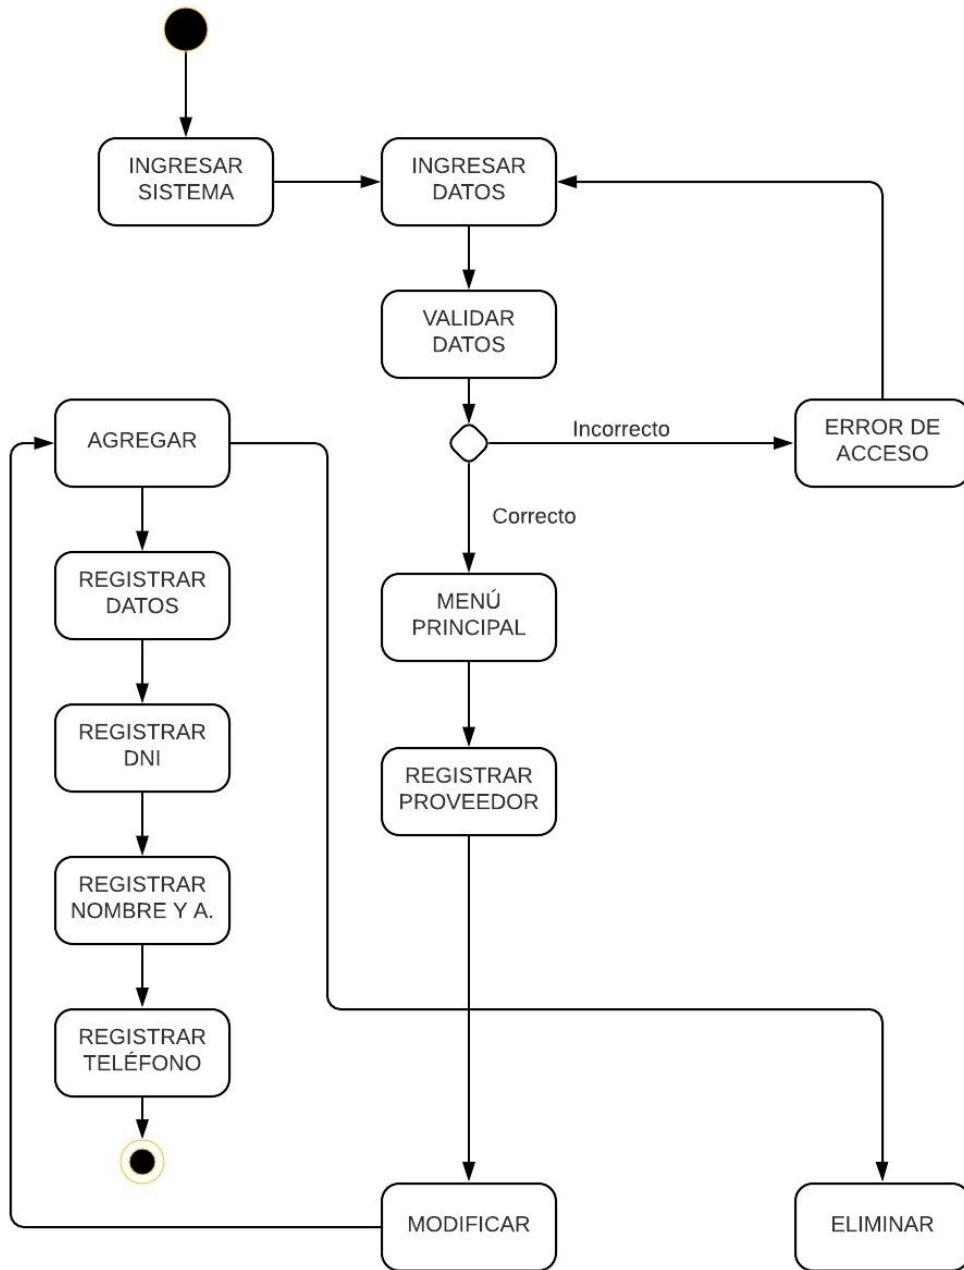 INGRESAR
SISTEMA
INGRESAR
DATOS
VALIDAR
DATOS
Incorrecto
ERROR DE
ACCESO
Correcto
MENÚ
PRINCIPAL
REGISTRAR
PROVEEDOR
MODIFICAR
AGREGAR
REGISTRAR
DATOS
REGISTRAR
DNI
REGISTRAR
NOMBRE Y A.
REGISTRAR
TELÉFONO
ELIMINAR